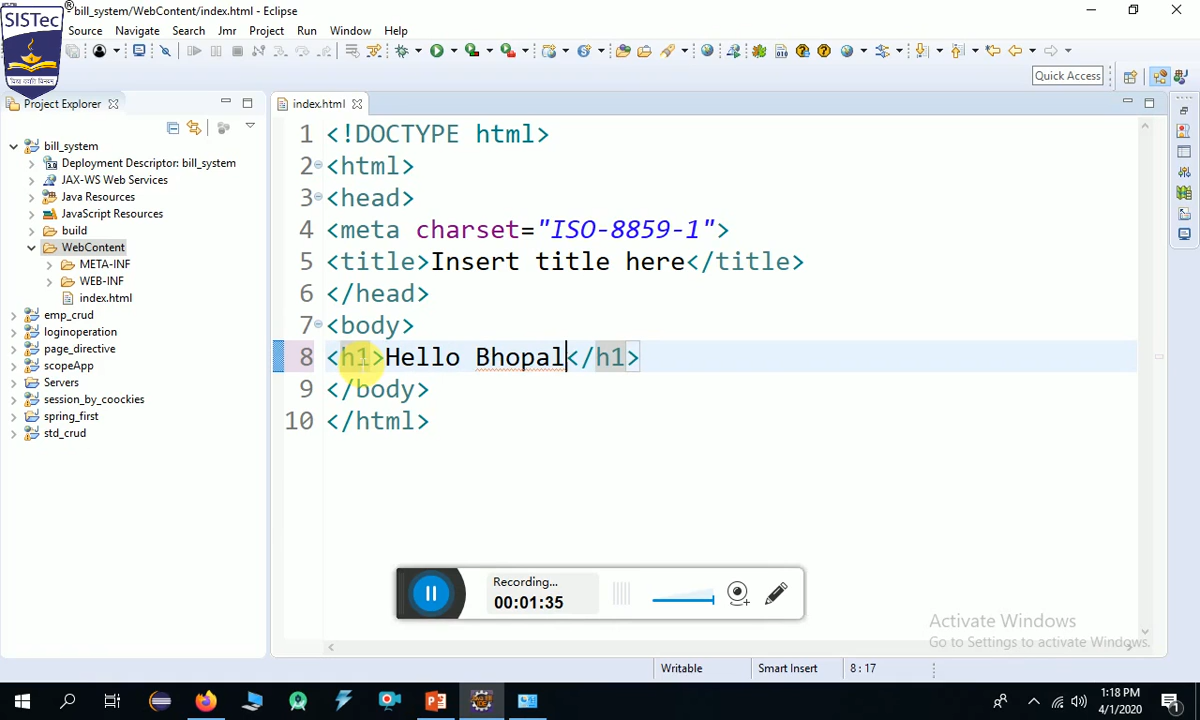 SISTec
®
bill_system/WebContent/index.html - Eclipse
Source Navigate Search Jmr Project Explorer Run Window Help
Quick Access
Project Explorer
bill_system
Deployment Descriptor: bill_system
JAX-WS Web Services
Java Resources
JavaScript Resources
build
WebContent
META-INF
WEB-INF
index.html
emp_crud
loginoperation
page_directive
scopeApp
Servers
session_by_coockies
spring_first
std_crud
index.html
1 <!DOCTYPE html>
2 <html>
3 <head>
4 <meta charset="ISO-8859-1">
5 <title>Insert title here</title>
6 </head>
7 <body>
8 <h1>Hello Bhopal</h1>
9 </body>
10 </html>
Recording...
00:01:35
Activate Windows
Go to Settings to activate Windows.
Writable
Smart Insert
8 : 17
1:18 PM
4/1/2020
1